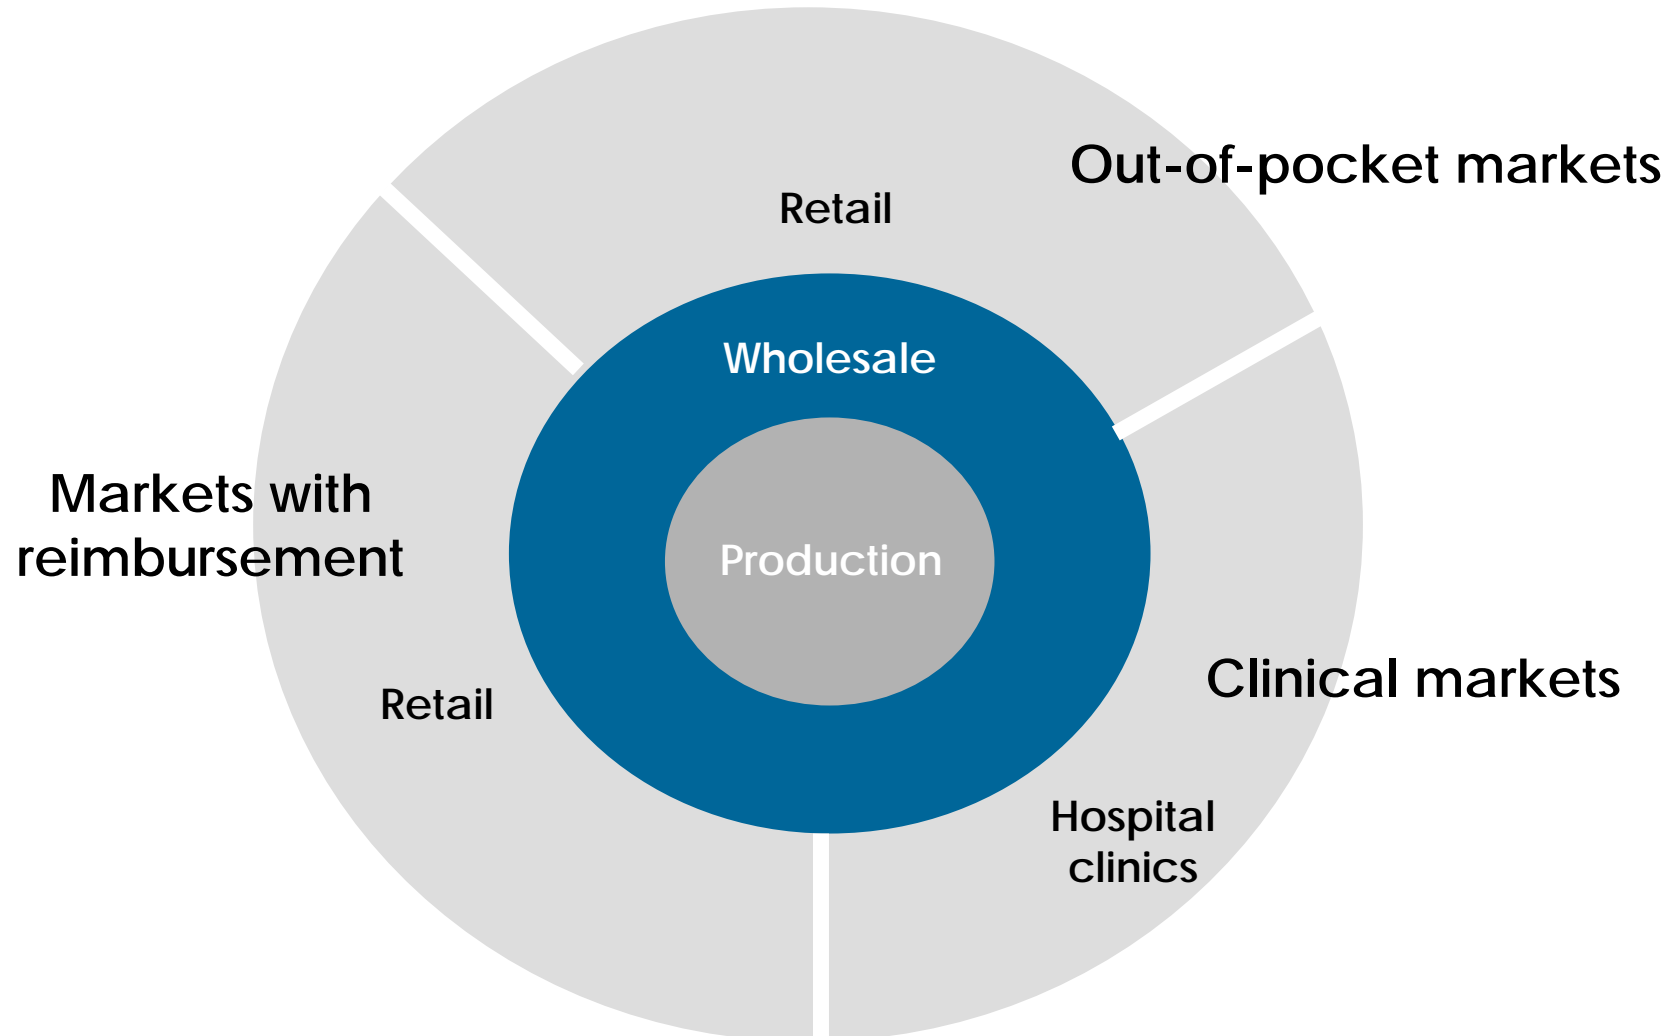 Out-of-pocket markets
Retail
Wholesale
Markets with
reimbursement
Production
Clinical markets
Retail
Hospital
clinics